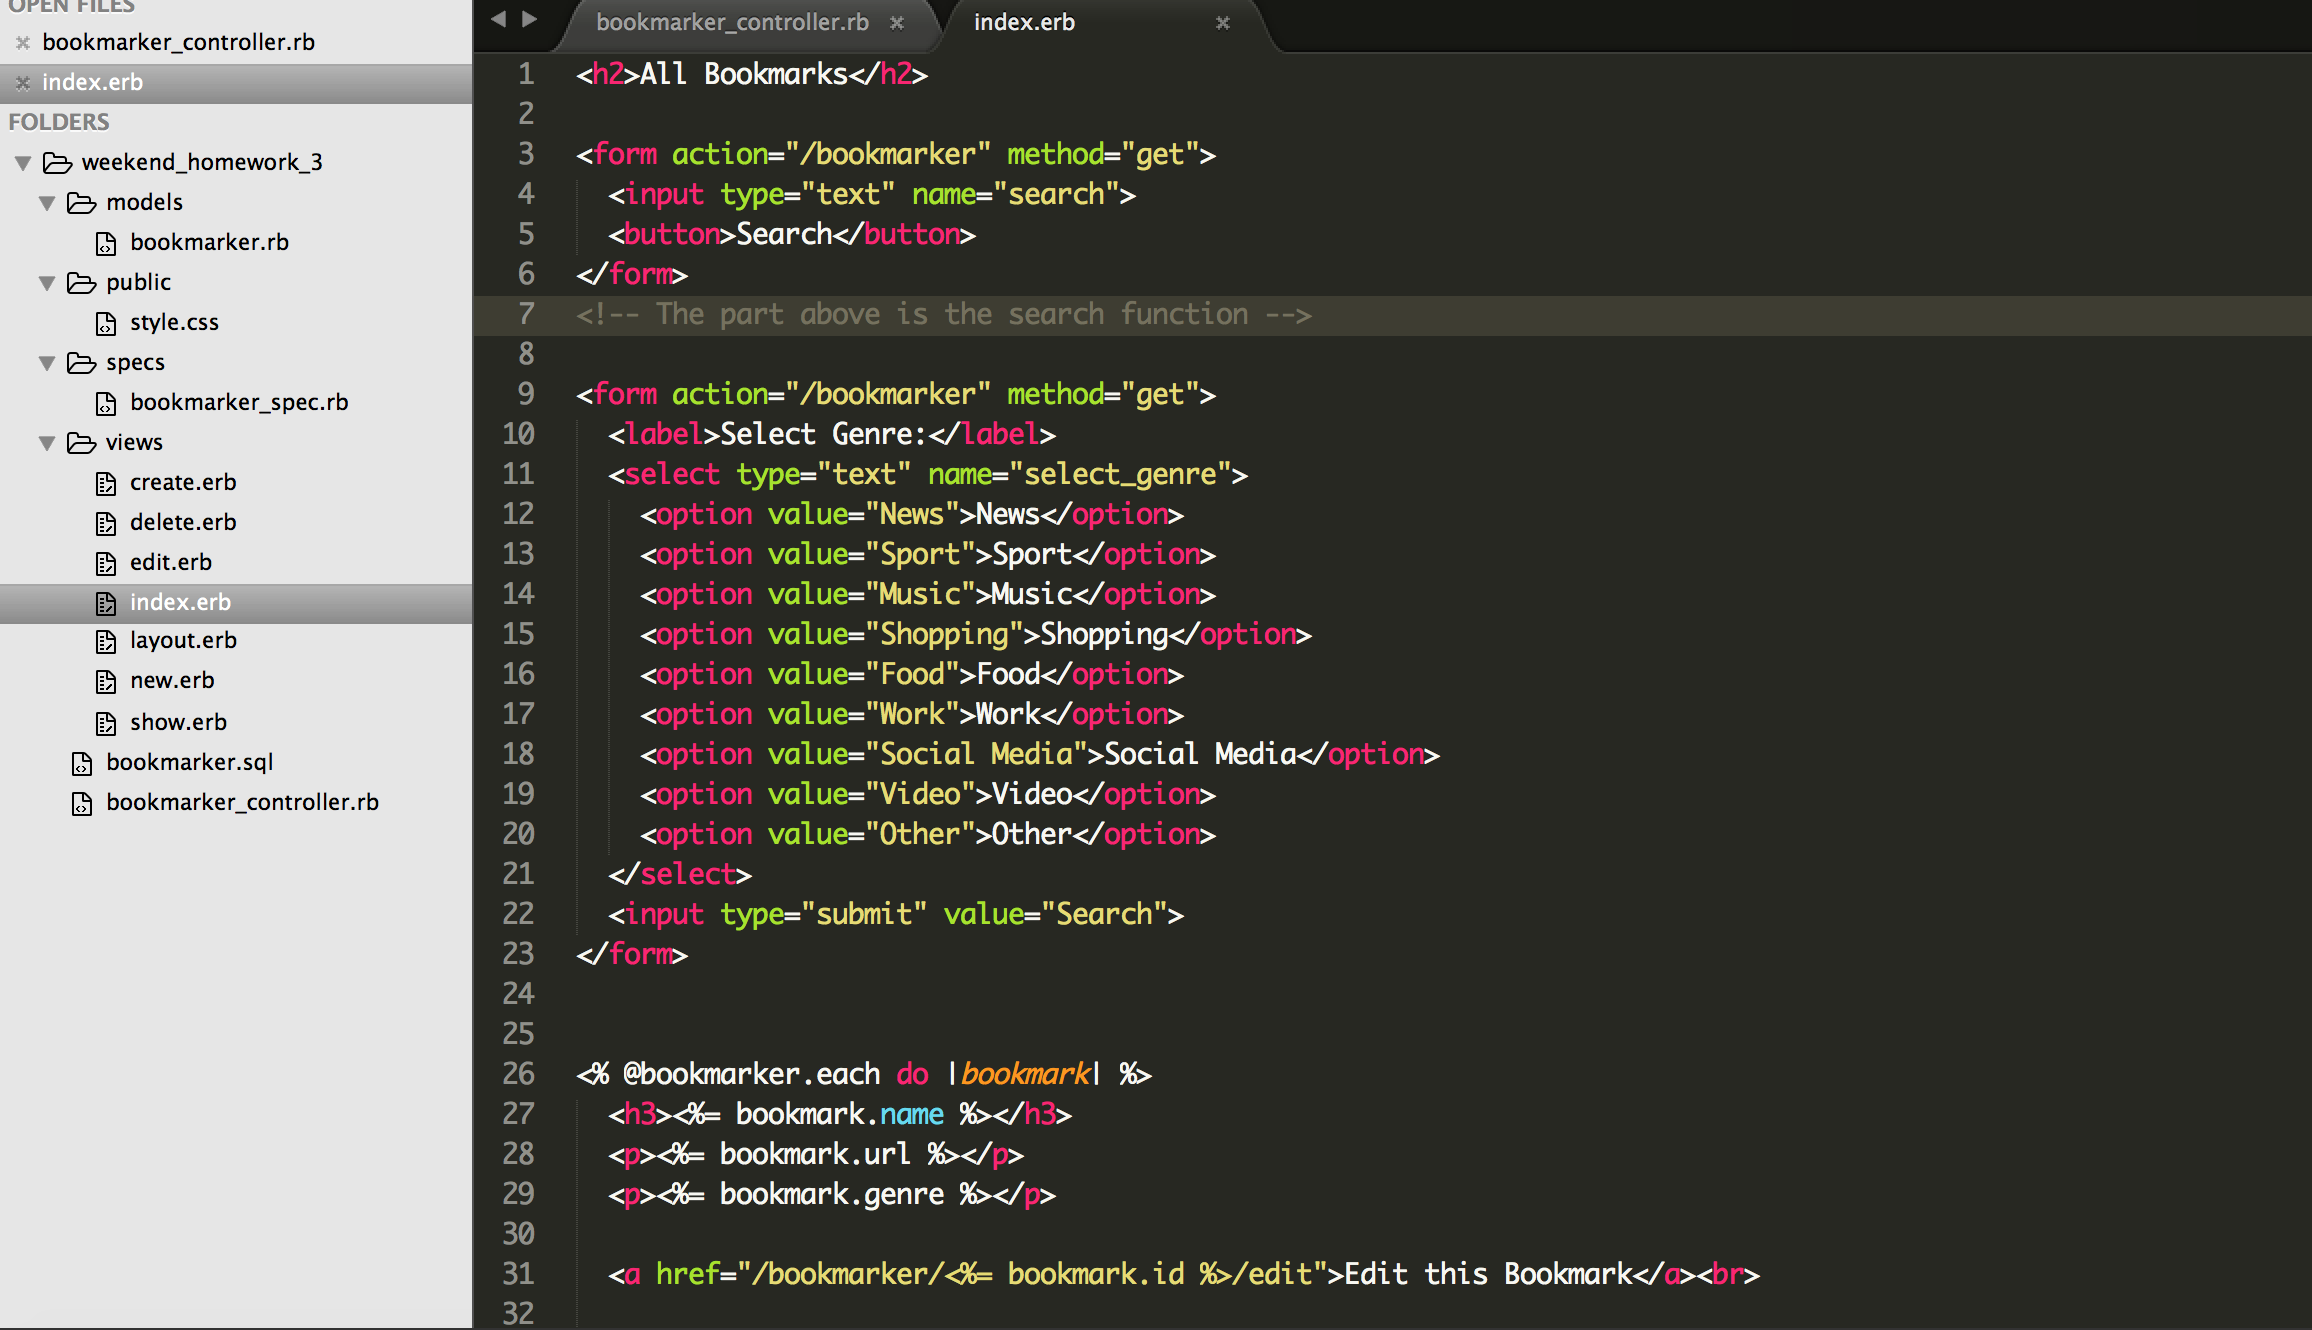 OPEN FILES
bookmarker_controller.rb
index.erb
FOLDERS
weekend_homework_3
models
bookmarker.rb
public
style.css
specs
bookmarker_spec.rb
views
create.erb
delete.erb
edit.erb
index.erb
layout.erb
new.erb
show.erb
bookmarker.sql
bookmarker_controller.rb
bookmarker_controller.rb index.erb
1 <h2>All Bookmarks</h2>
2
3 <form action="/bookmarker" method="get">
4   <input type="text" name="search">
5   <button>Search</button>
6 </form>
7 <!-- The part above is the search function -->
8
9 <form action="/bookmarker" method="get">
10   <label>Select Genre:</label>
11   <select type="text" name="select_genre">
12     <option value="News">News</option>
13     <option value="Sport">Sport</option>
14     <option value="Music">Music</option>
15     <option value="Shopping">Shopping</option>
16     <option value="Food">Food</option>
17     <option value="Work">Work</option>
18     <option value="Social Media">Social Media</option>
19     <option value="Video">Video</option>
20     <option value="Other">Other</option>
21   </select>
22   <input type="submit" value="Search">
23 </form>
24
25
26 <% @bookmarker.each do |bookmark| %>
27   <h3><%= bookmark.name %></h3>
28   <p><%= bookmark.url %></p>
29   <p><%= bookmark.genre %></p>
30
31   <a href="/bookmarker/<%= bookmark.id %>/edit">Edit this Bookmark</a><br>
32